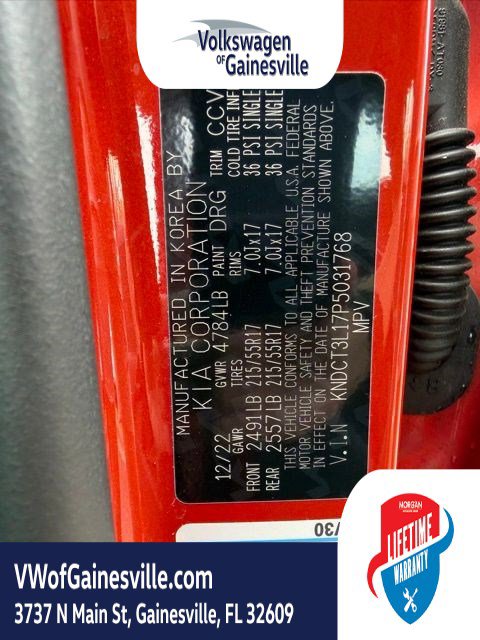 Volkswagen
OF Gainesville
MANUFACTURED IN KOREA BY
KIA CORPORATION
GVWR 4784LB PAINT DRG TRIM CCV
12/22 GAWR TIRES RIMS COLD TIRE INF
FRONT 2491LB 215/55R17 7.0Jx17 36 PSI SINGLE
REAR 2557LB 215/55R17 7.0Jx17 36 PSI SINGLE
THIS VEHICLE CONFORMS TO ALL APPLICABLE U.S.A. FEDERAL
MOTOR VEHICLE SAFETY AND THEFT PREVENTION STANDARDS
IN EFFECT ON THE DATE OF MANUFACTURE SHOWN ABOVE.
V.I.N KNDCT3L17P5031768
MPV
/30
MORGAN
LIFETIME
WARRANTY
VWofGainesville.com
3737 N Main St, Gainesville, FL 32609